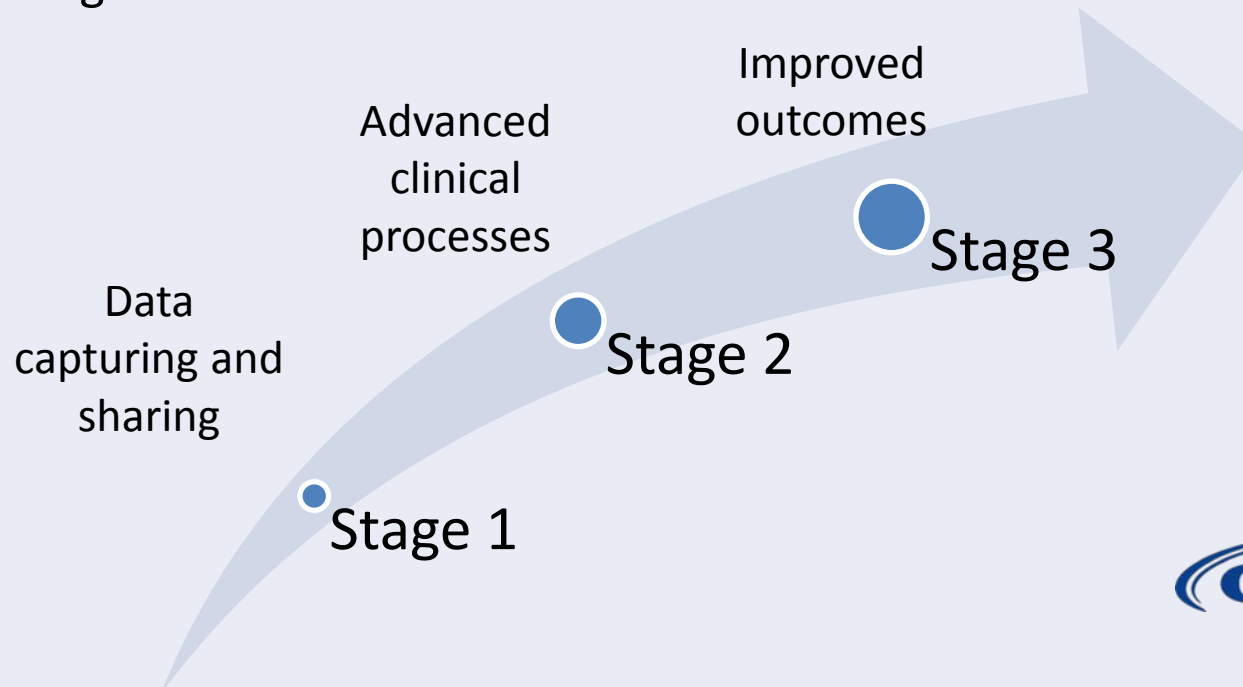 Improved
outcomes
Advanced
clinical
processes
Data
capturing and
sharing
Stage 3
Stage 2
Stage 1